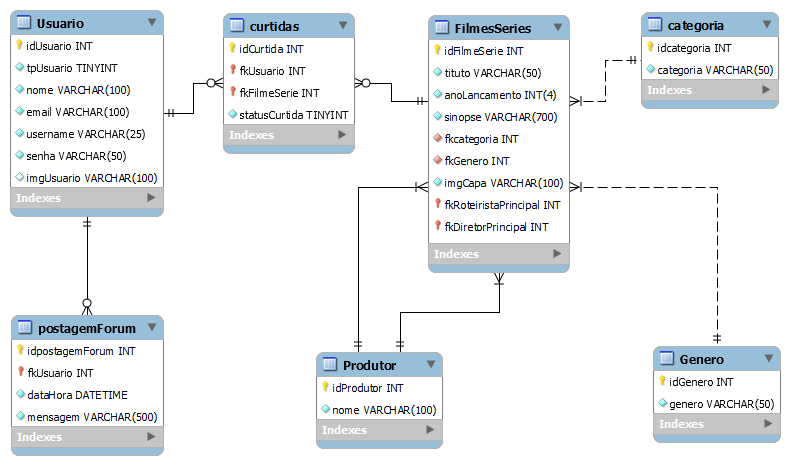 Usuario
idUsuario INT
tpUsuario TINYINT
nome VARCHAR(100)
email VARCHAR(100)
username VARCHAR(25)
senha VARCHAR(50)
imgUsuario VARCHAR(100)
Indexes
curtidas
idCurtida INT
fkUsuario INT
fkFilmeSerie INT
statusCurtida TINYINT
Indexes
FilmesSeries
idFilmeSerie INT
tituto VARCHAR(50)
anoLancamento INT(4)
sinopse VARCHAR(700)
fkcategoria INT
fkGenero INT
imgCapa VARCHAR(100)
fkRoteiristaPrincipal INT
fkDiretorPrincipal INT
Indexes
categoria
idcategoria INT
categoria VARCHAR(50)
Indexes
postagemForum
idpostagemForum INT
fkUsuario INT
dataHora DATETIME
mensagem VARCHAR(500)
Indexes
Produtor
idProdutor INT
nome VARCHAR(100)
Indexes
Genero
idGenero INT
genero VARCHAR(50)
Indexes